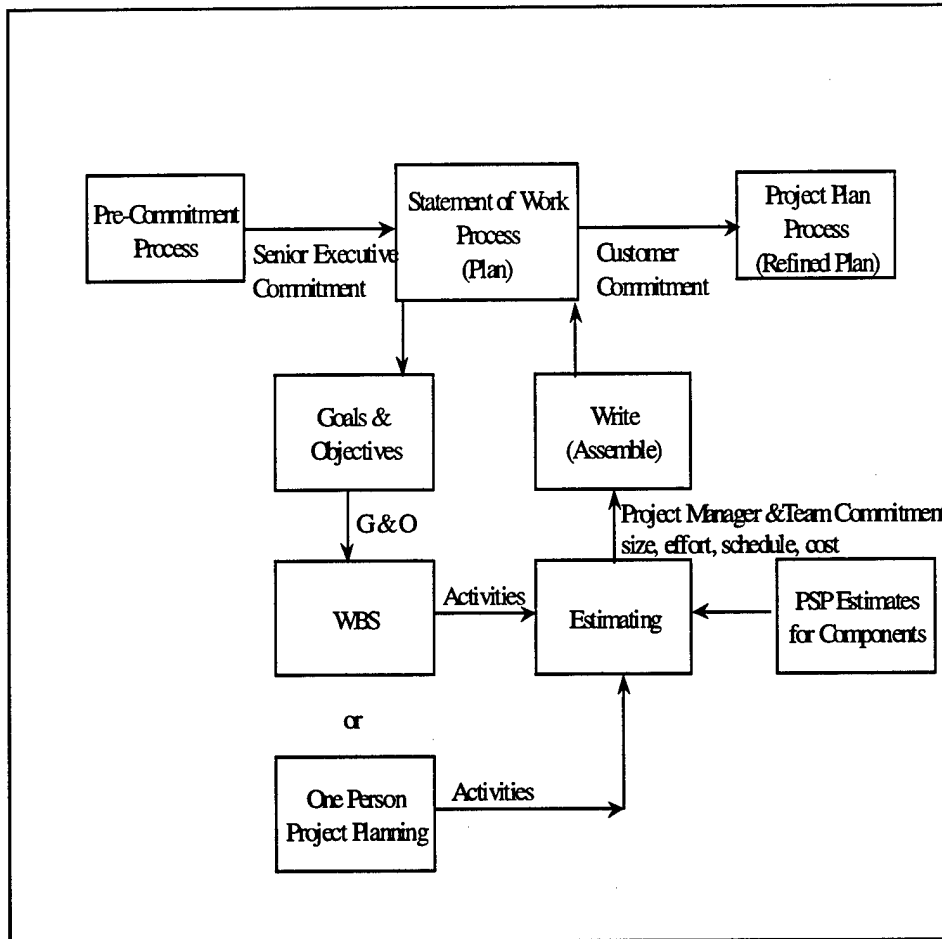 Pre-Commitment
Process
Senior Executive
Commitment
Statement of Work
Process
(Plan)
Customer
Commitment
Project Plan
Process
(Refined Plan)
Goals &
Objectives
Write
(Assemble)
G&O
Project Manager &Team Commitment
size, effort, schedule, cost
WBS
Activities
Estimating
PSP Estimates
for Components
or
One Person
Project Planning
Activities